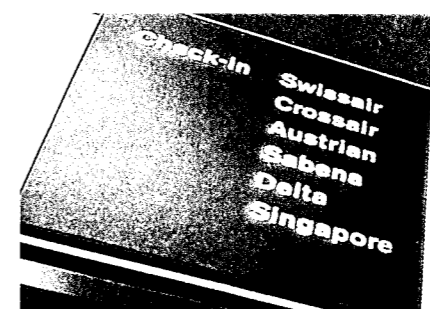 Check-in Swissair
Crossair
Austrian
Sabena
Delta
Singapore